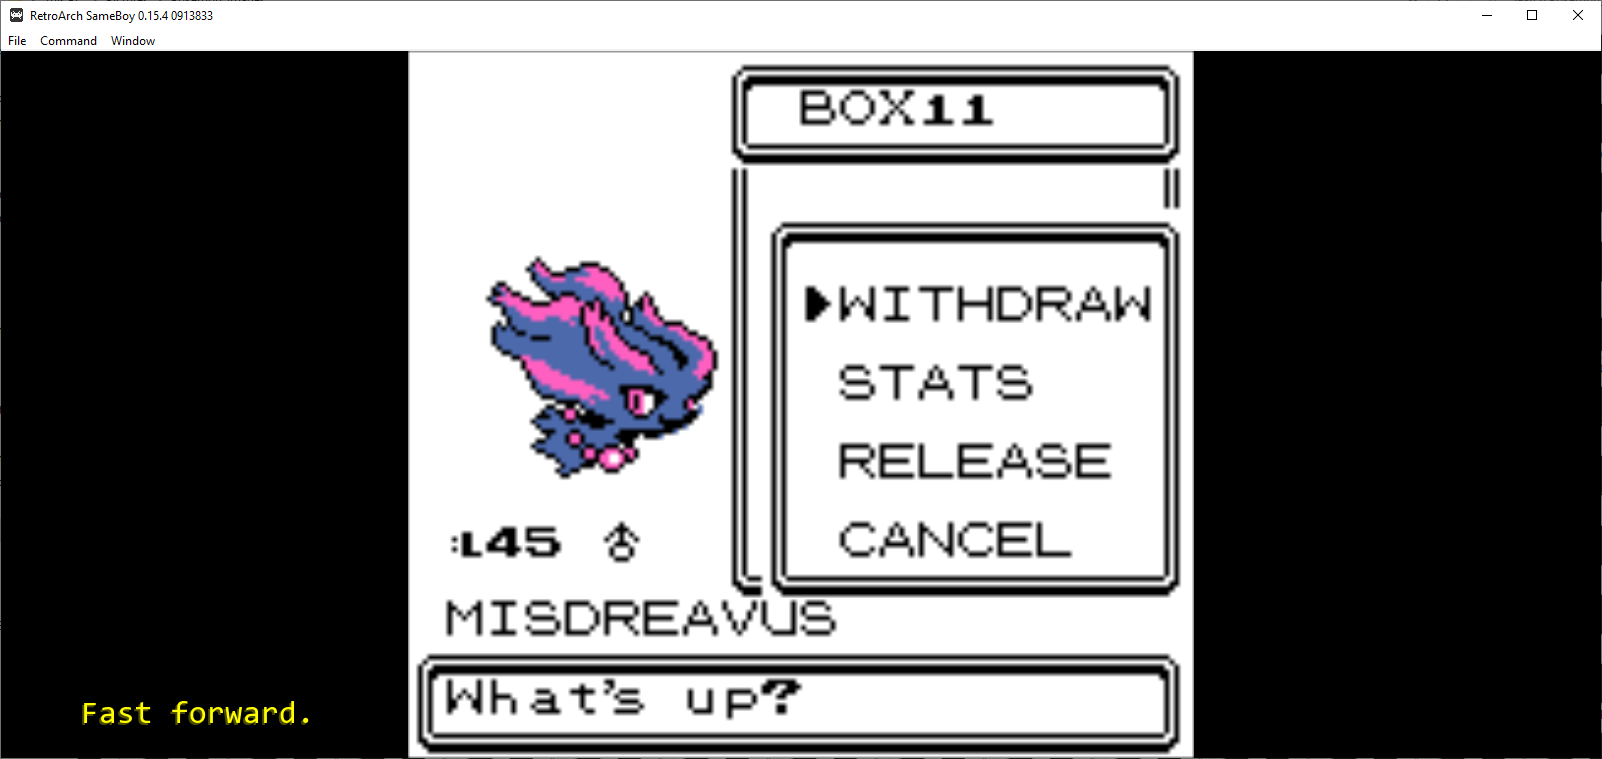 RetroArch SameBoy 0.15.4 0913833
File Command Window
BOX11
▶WITHDRAW
STATS
RELEASE
CANCEL
:L45 ♂
MISDREAVUS
What's up?
Fast forward.